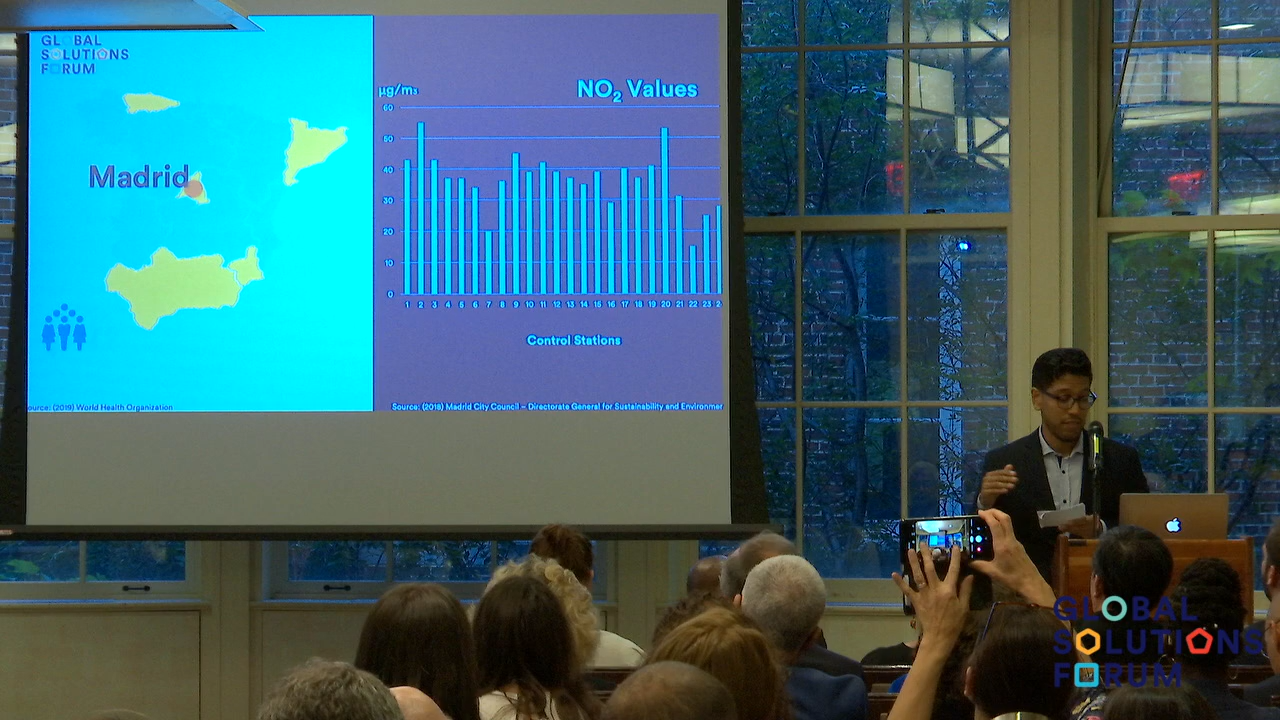 GLOBAL
SOLUTIONS
FORUM
Madrid
µg/m3
NO2 Values
60
50
40
30
20
10
0
1 2 3 4 5 6 7 8 9 10 11 12 13 14 15 16 17 18 19 20 21 22 23 2
Control Stations
ource: (2019) World Health Organization
Source: (2018) Madrid City Council – Directorate General for Sustainability and Environmen
GLOBAL
SOLUTIONS
FORUM